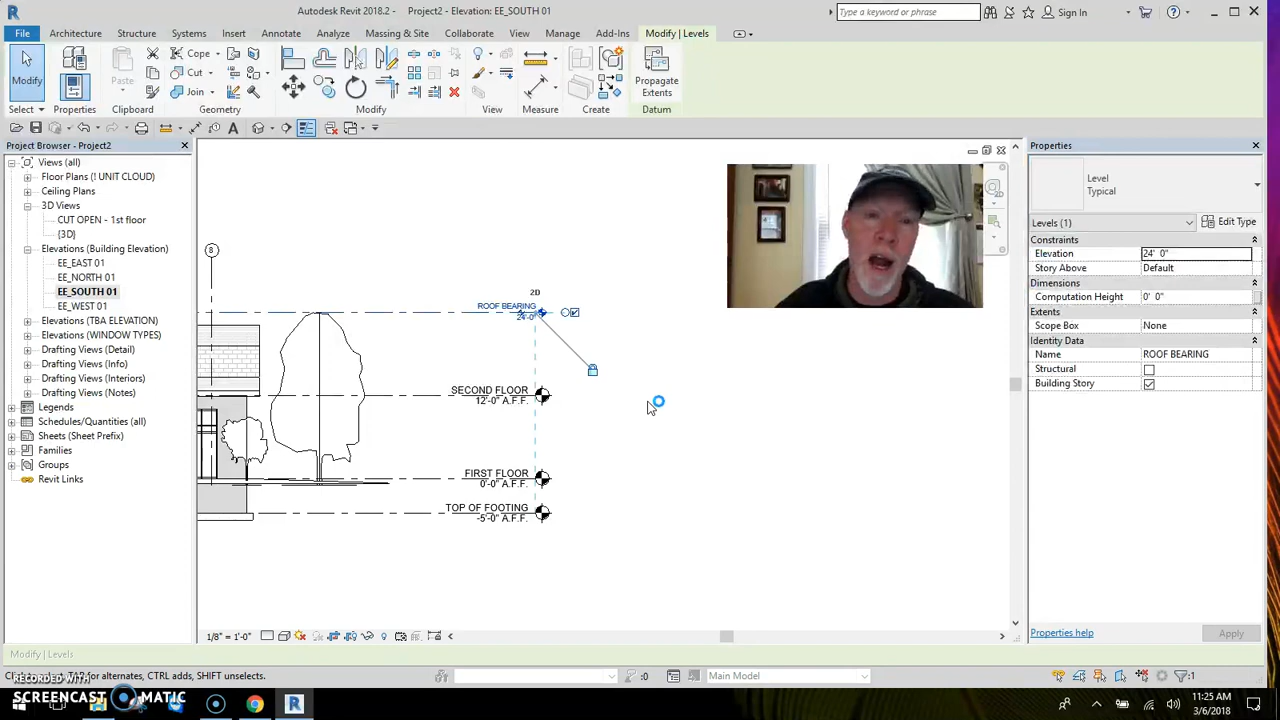 Autodesk Revit 2018.2 - Project2 - Elevation: EE_SOUTH 01
Type a keyword or phrase
Sign In
File Architecture Structure Systems Insert Annotate Analyze Massing & Site Collaborate View Manage Add-Ins Modify | Levels
Modify
Properties
Paste
Cope
Cut
Join
Propagate
Extents
Select Properties Clipboard Geometry Modify View Measure Create Datum
Project Browser - Project2
Views (all)
Floor Plans (! UNIT CLOUD)
Ceiling Plans
3D Views
CUT OPEN - 1st floor
{3D}
Elevations (Building Elevation)
EE_EAST 01
EE_NORTH 01
EE_SOUTH 01
EE_WEST 01
Elevations (TBA ELEVATION)
Elevations (WINDOW TYPES)
Drafting Views (Detail)
Drafting Views (Info)
Drafting Views (Interiors)
Drafting Views (Notes)
Legends
Schedules/Quantities (all)
Sheets (Sheet Prefix)
Families
Groups
Revit Links
8
2D
ROOF BEARING
24'-0"
SECOND FLOOR
12'-0" A.F.F.
FIRST FLOOR
0'-0" A.F.F.
TOP OF FOOTING
-5'-0" A.F.F.
2D
Properties
Level
Typical
Levels (1)
Edit Type
Constraints
Elevation 24' 0"
Story Above Default
Dimensions
Computation Height 0' 0"
Extents
Scope Box None
Identity Data
Name ROOF BEARING
Structural
Building Story
Properties help
Apply
1/8" = 1'-0"
Modify | Levels
TAB for alternates, CTRL adds, SHIFT unselects.
:0
Main Model
:1
RECORDED WITH
SCREENCAST MATIC
11:25 AM
3/6/2018